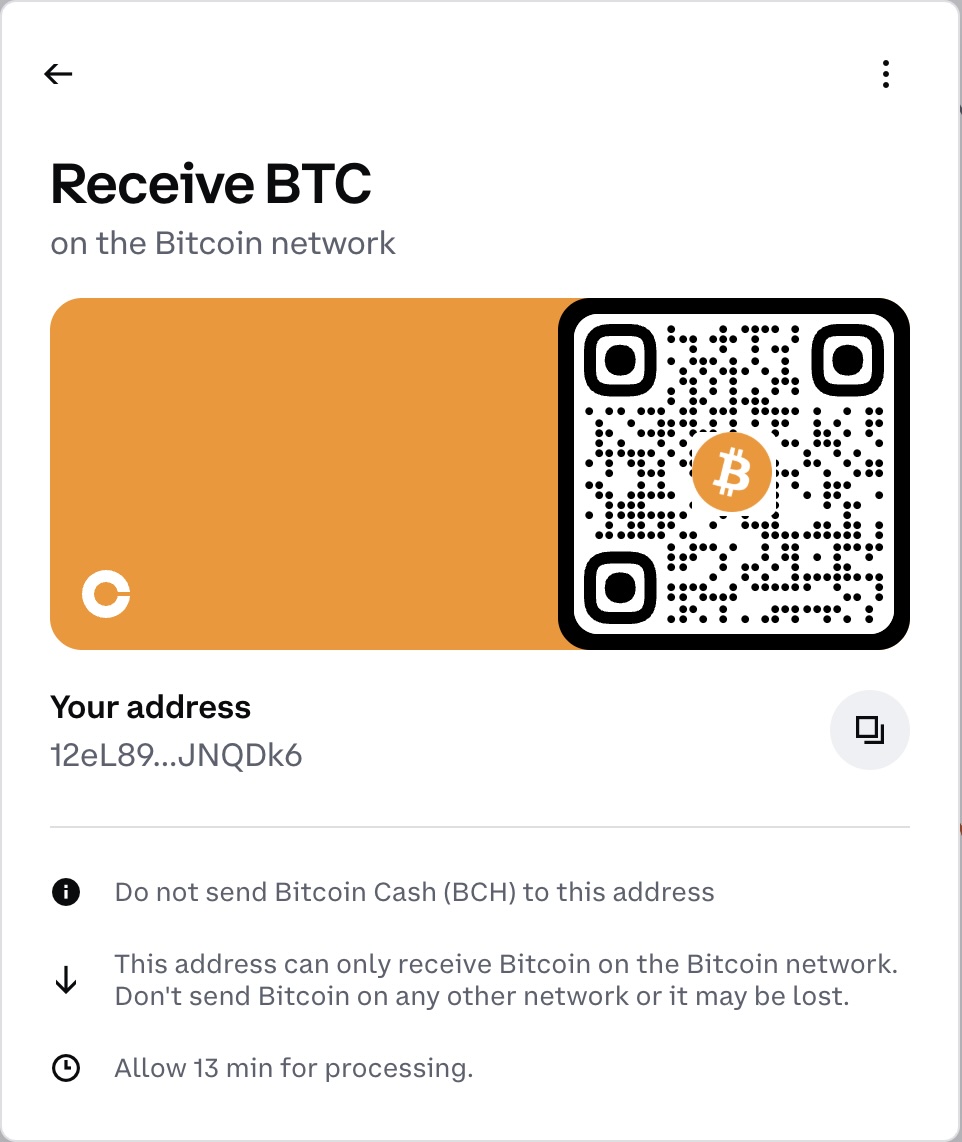 Receive BTC
on the Bitcoin network
Your address
12eL89...JNQDk6
Do not send Bitcoin Cash (BCH) to this address
This address can only receive Bitcoin on the Bitcoin network.
Don't send Bitcoin on any other network or it may be lost.
Allow 13 min for processing.